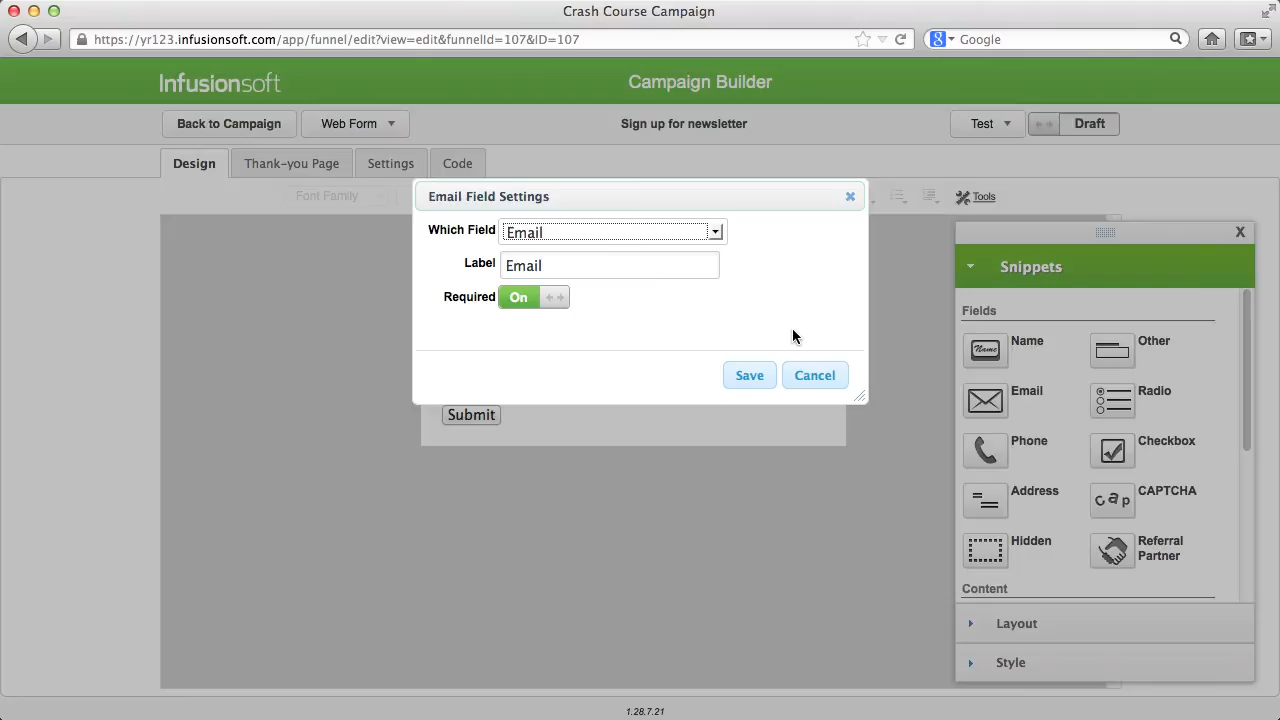 Crash Course Campaign
https://yr123.infusionsoft.com/app/funnel/edit?view=edit&funnelId=107&ID=107
Google
Infusionsoft
Campaign Builder
Back to Campaign
Web Form
Sign up for newsletter
Test
Draft
Design
Thank-you Page
Settings
Code
Font Family
Tools
Email Field Settings
Which Field
Email
Label
Email
Required
On
Save
Cancel
Submit
X
Snippets
Fields
Name
Other
Email
Radio
Phone
Checkbox
Address
CAPTCHA
Hidden
Referral
Partner
Content
Layout
Style
1.28.7.21